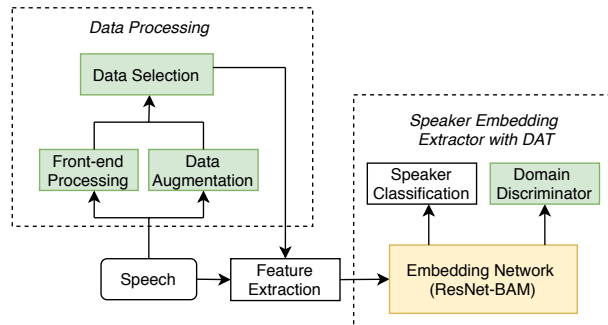 Data Processing
Data Selection
Front-end
Processing
Data
Augmentation
Speech
Feature
Extraction
Speaker Embedding
Extractor with DAT
Speaker
Classification
Domain
Discriminator
Embedding Network
(ResNet-BAM)